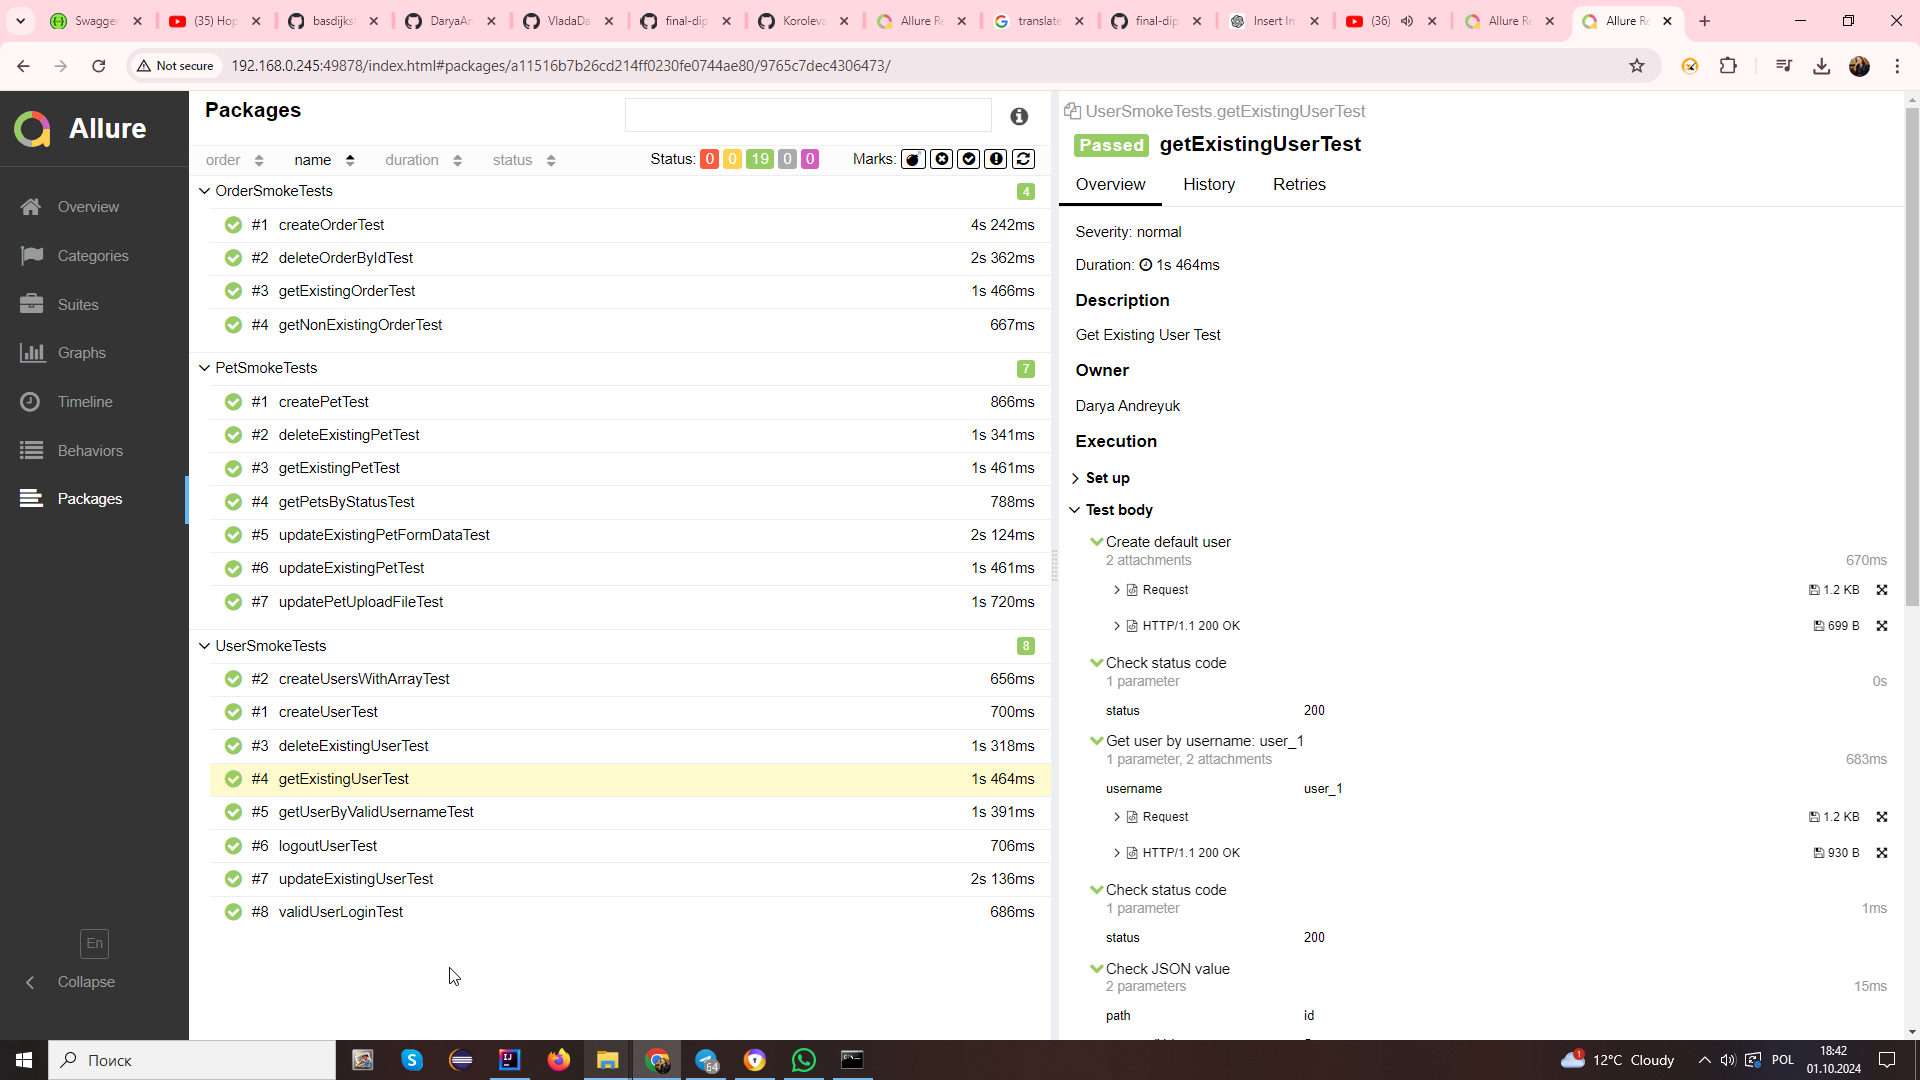 Swagger
(35) Hop
basdijkst
DaryaAn
VladaDa
final-dip
Koroleva
Allure Re
translate
final-dip
Insert Im
(36)
Allure Re
Allure Re
Not secure
192.168.0.245:49878/index.html#packages/a11516b7b26cd214ff0230fe0744ae80/9765c7dec4306473/
Allure
Overview
Categories
Suites
Graphs
Timeline
Behaviors
Packages
En
Collapse
Packages
order
name
duration
status
Status: 0 0 19 0 0
Marks:
OrderSmokeTests 4
#1 createOrderTest 4s 242ms
#2 deleteOrderByIdTest 2s 362ms
#3 getExistingOrderTest 1s 466ms
#4 getNonExistingOrderTest 667ms
PetSmokeTests 7
#1 createPetTest 866ms
#2 deleteExistingPetTest 1s 341ms
#3 getExistingPetTest 1s 461ms
#4 getPetsByStatusTest 788ms
#5 updateExistingPetFormDataTest 2s 124ms
#6 updateExistingPetTest 1s 461ms
#7 updatePetUploadFileTest 1s 720ms
UserSmokeTests 8
#2 createUsersWithArrayTest 656ms
#1 createUserTest 700ms
#3 deleteExistingUserTest 1s 318ms
#4 getExistingUserTest 1s 464ms
#5 getUserByValidUsernameTest 1s 391ms
#6 logoutUserTest 706ms
#7 updateExistingUserTest 2s 136ms
#8 validUserLoginTest 686ms
UserSmokeTests.getExistingUserTest
Passed getExistingUserTest
Overview History Retries
Severity: normal
Duration: 1s 464ms
Description
Get Existing User Test
Owner
Darya Andreyuk
Execution
Set up
Test body
Create default user
2 attachments 670ms
Request 1.2 KB
HTTP/1.1 200 OK 699 B
Check status code
1 parameter 0s
status 200
Get user by username: user_1
1 parameter, 2 attachments 683ms
username user_1
Request 1.2 KB
HTTP/1.1 200 OK 930 B
Check status code
1 parameter 1ms
status 200
Check JSON value
2 parameters 15ms
path id
Поиск
64
1
12°C Cloudy
POL
18:42
01.10.2024